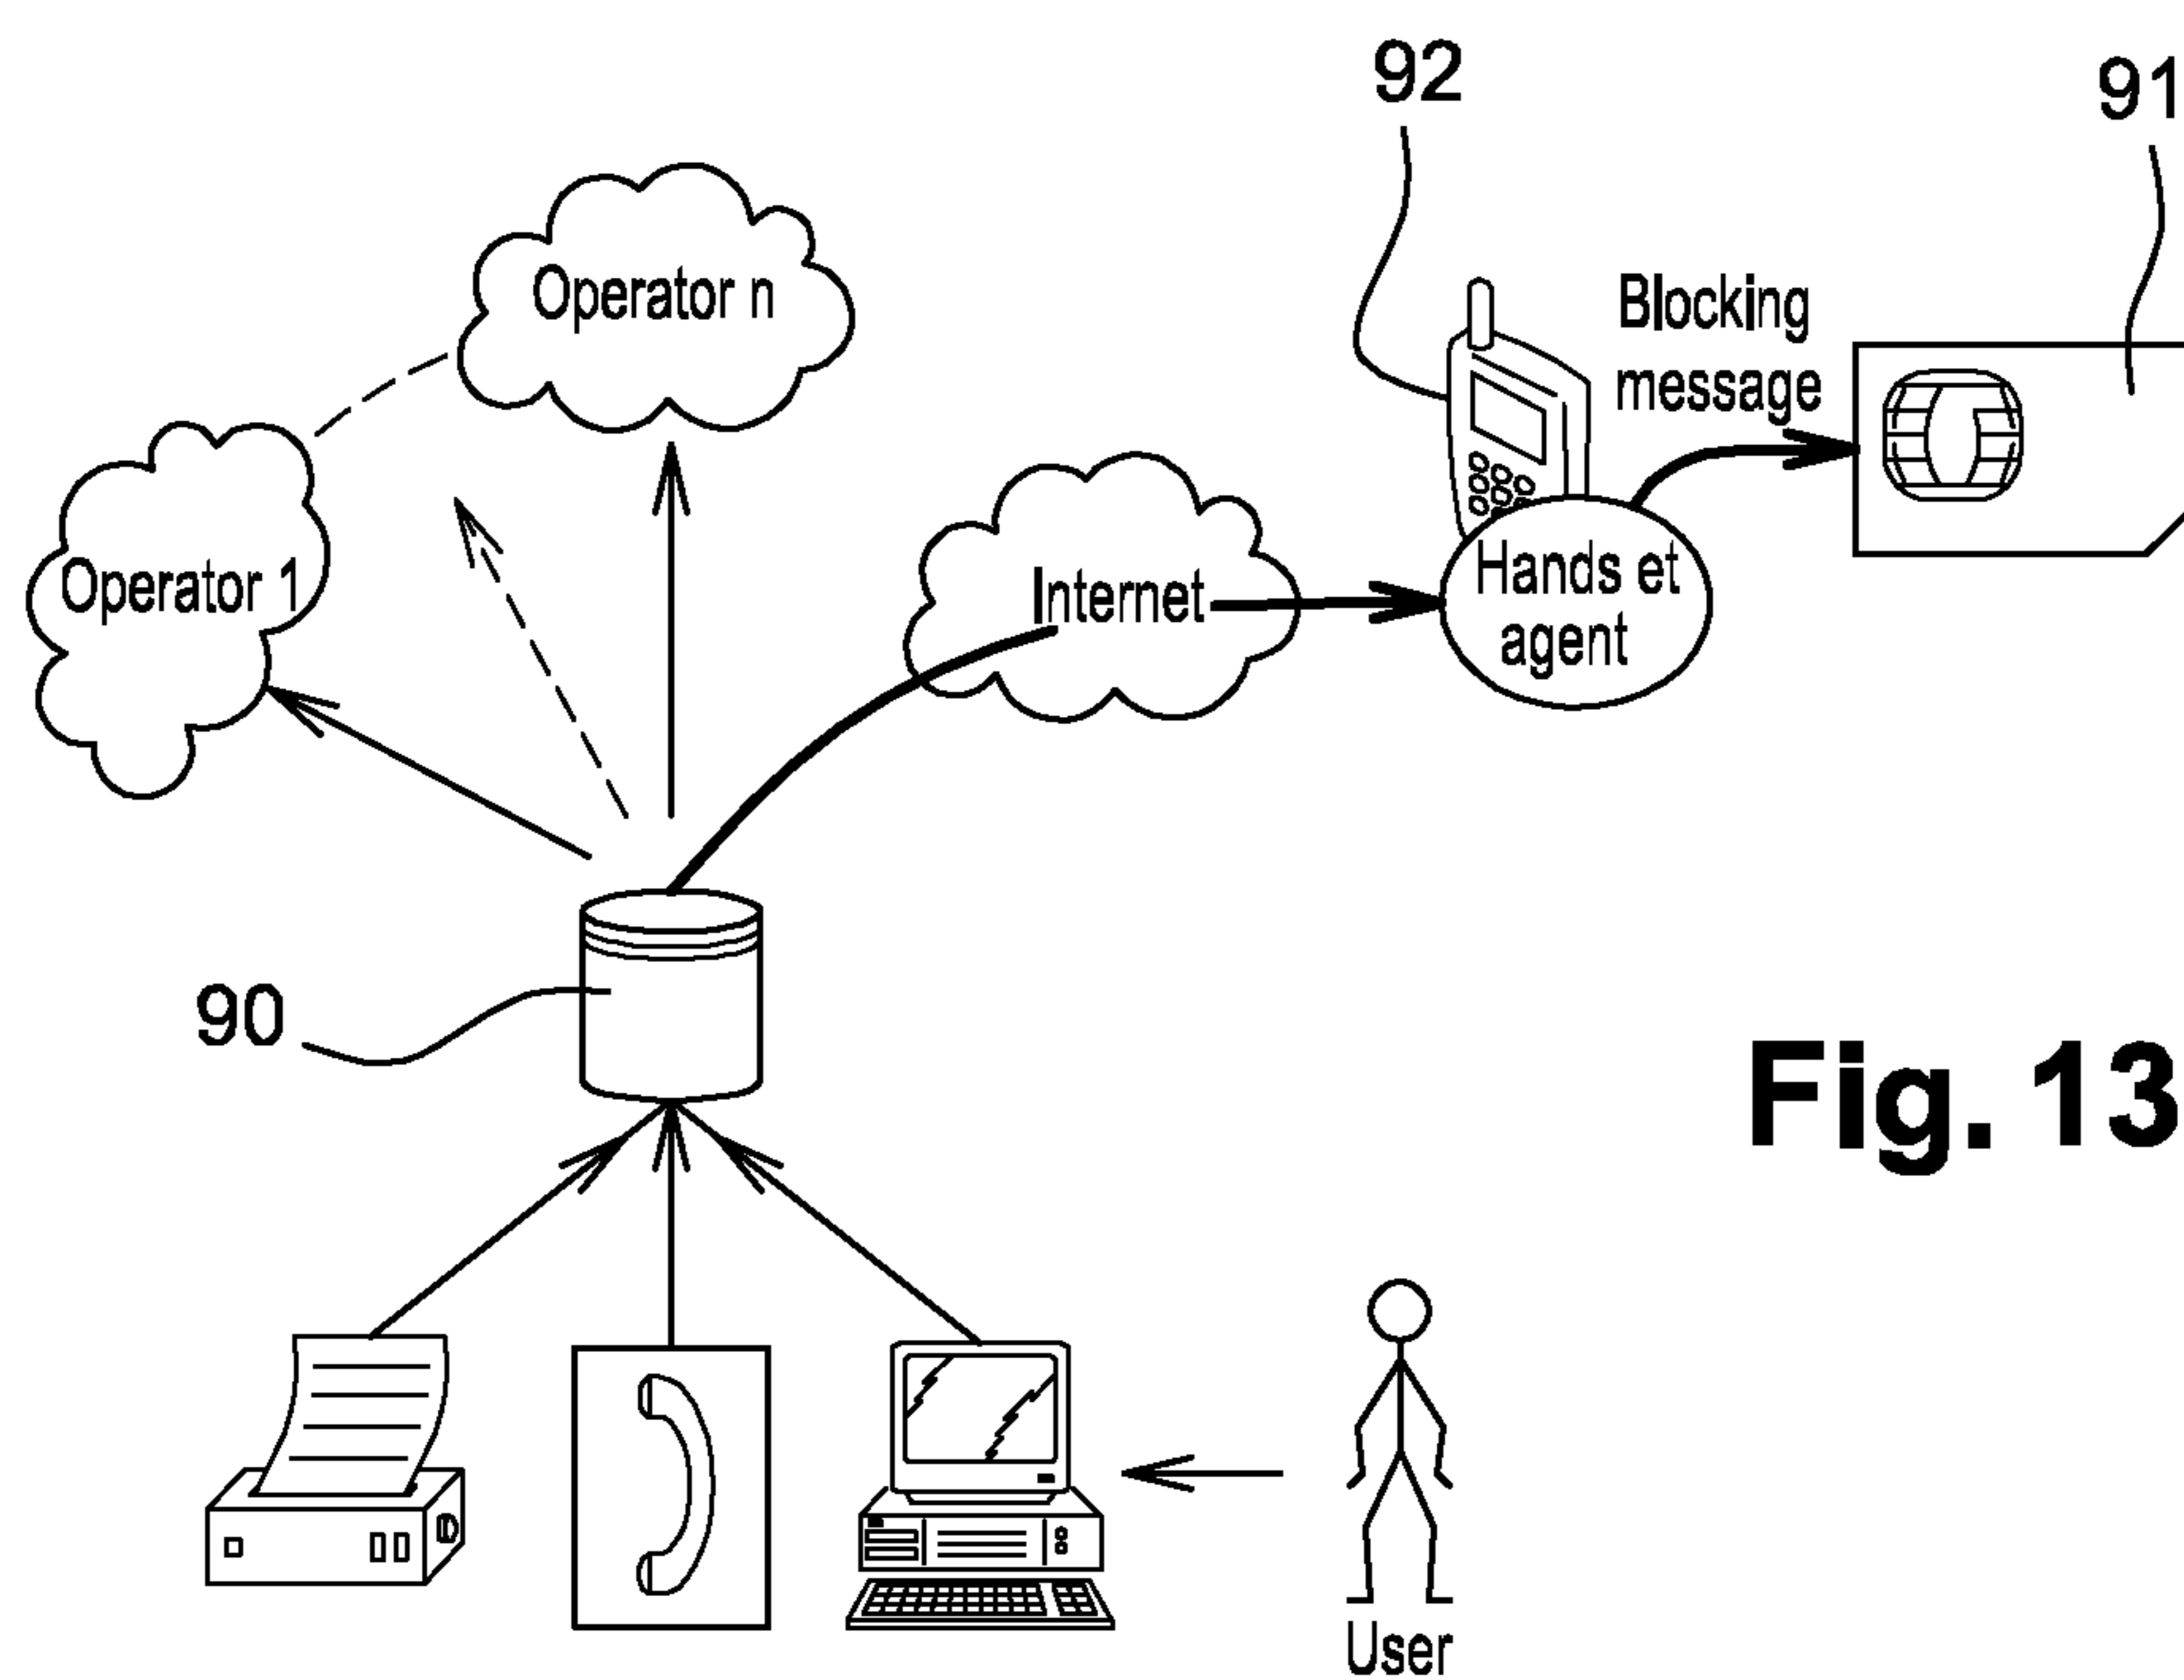 92
91
Operator n
Blocking
message
Operator 1
Internet
Hands et
agent
90
Fig. 13
User